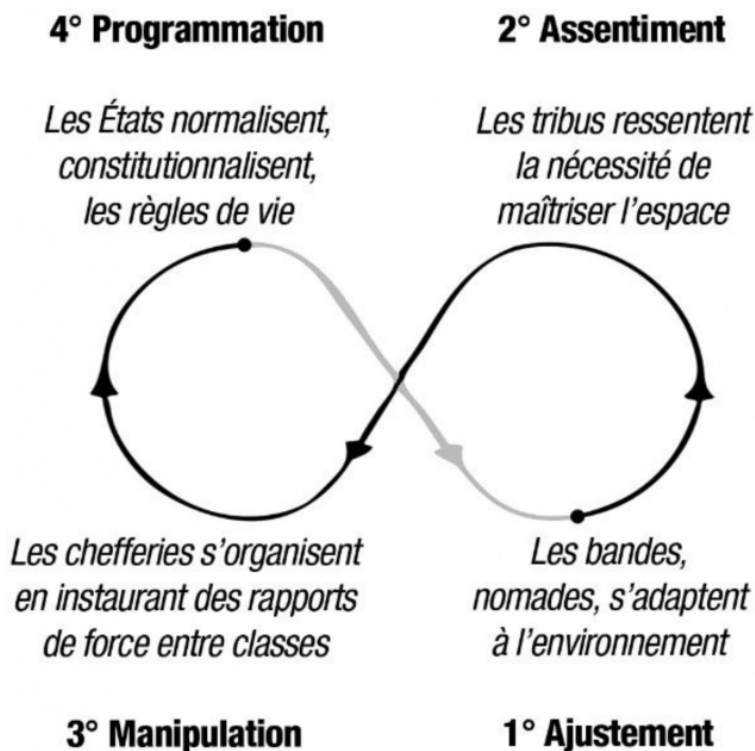 4° Programmation
Les États normalisent,
constitutionnalisent,
les règles de vie
2° Assentiment
Les tribus ressentent
la nécessité de
maîtriser l'espace
Les chefferies s'organisent
en instaurant des rapports
de force entre classes
3° Manipulation
Les bandes,
nomades, s'adaptent
à l'environnement
1° Ajustement